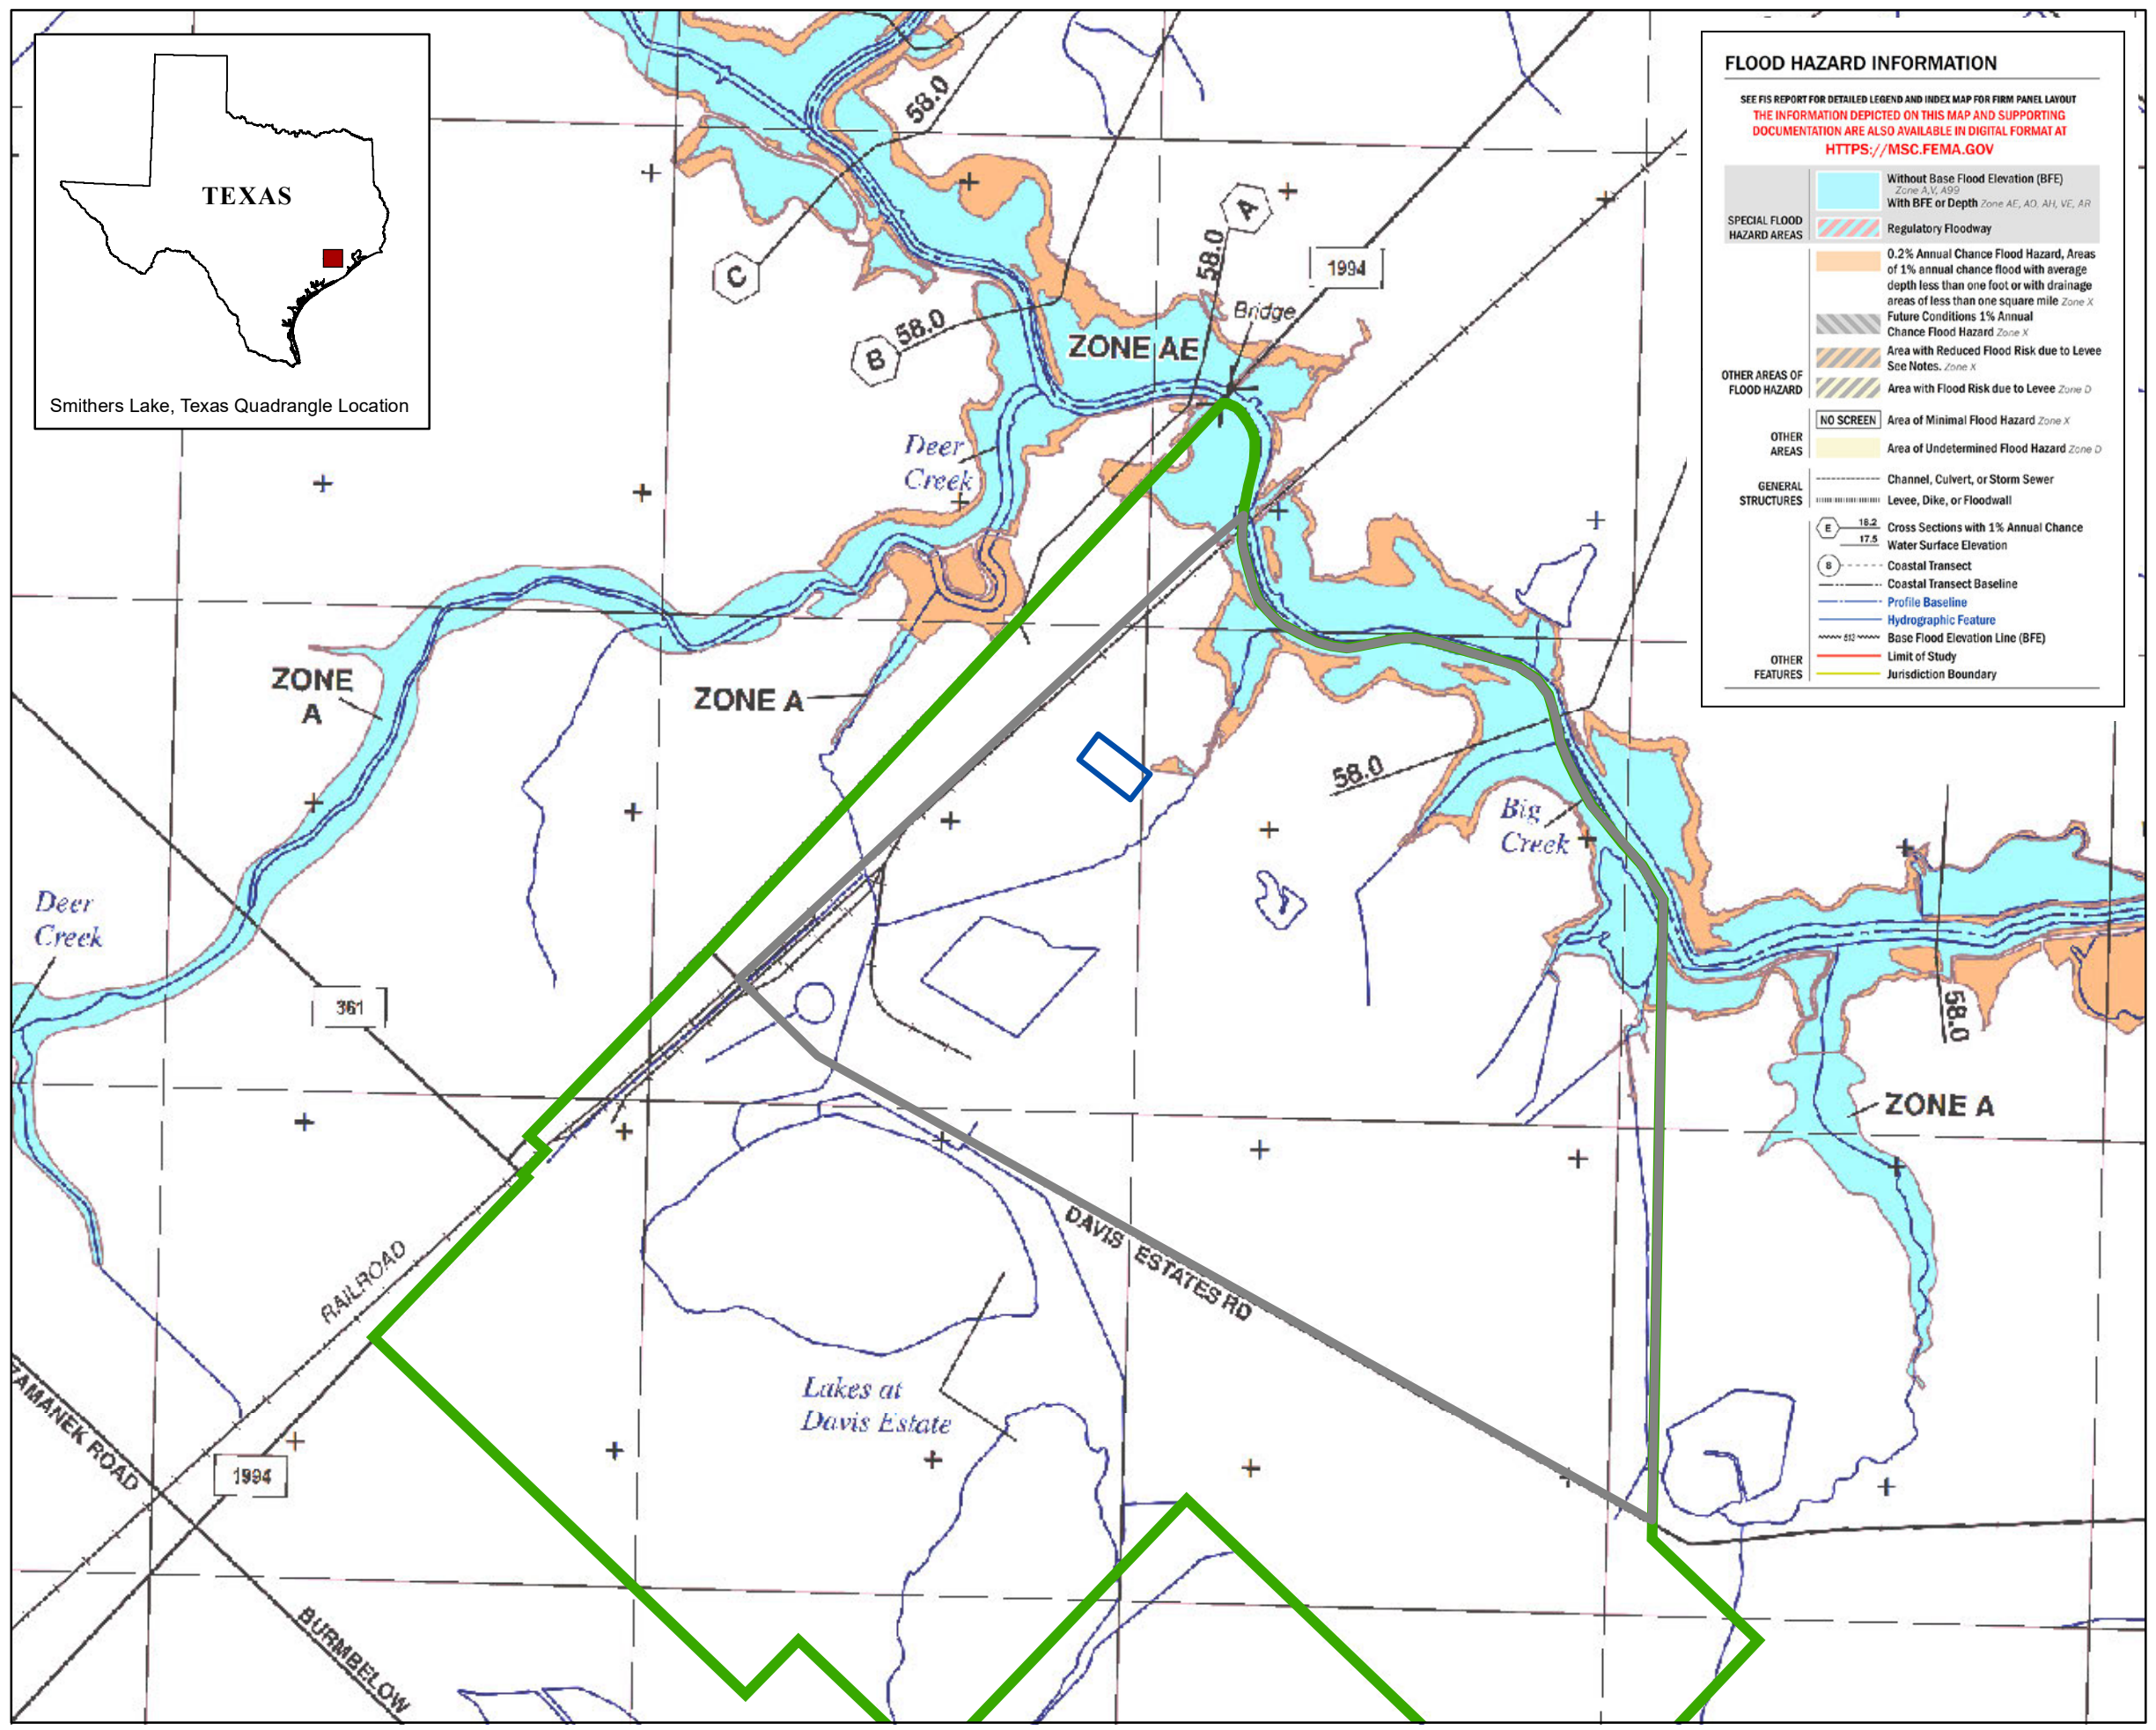 TEXAS
Smithers Lake, Texas Quadrangle Location
FLOOD HAZARD INFORMATION
SEE FIS REPORT FOR DETAILED LEGEND AND INDEX MAP FOR FIRM PANEL LAYOUT
THE INFORMATION DEPICTED ON THIS MAP AND SUPPORTING
DOCUMENTATION ARE ALSO AVAILABLE IN DIGITAL FORMAT AT
HTTPS://MSC.FEMA.GOV
SPECIAL FLOOD
HAZARD AREAS
Without Base Flood Elevation (BFE)
Zone A,V, A99
With BFE or Depth Zone AE, AO, AH, VE, AR
Regulatory Floodway
OTHER AREAS OF
FLOOD HAZARD
0.2% Annual Chance Flood Hazard, Areas
of 1% annual chance flood with average
depth less than one foot or with drainage
areas of less than one square mile Zone X
Future Conditions 1% Annual
Chance Flood Hazard Zone X
Area with Reduced Flood Risk due to Levee
See Notes. Zone X
Area with Flood Risk due to Levee Zone D
OTHER
AREAS
NO SCREEN Area of Minimal Flood Hazard Zone X
Area of Undetermined Flood Hazard Zone D
GENERAL
STRUCTURES
Channel, Culvert, or Storm Sewer
Levee, Dike, or Floodwall
E 18.2 Cross Sections with 1% Annual Chance
17.5 Water Surface Elevation
8 Coastal Transect
Coastal Transect Baseline
Profile Baseline
Hydrographic Feature
513 Base Flood Elevation Line (BFE)
OTHER
FEATURES
Limit of Study
Jurisdiction Boundary
58.0
A
58.0
C
1994
Bridge
B 58.0
ZONE AE
Deer
Creek
ZONE
A
ZONE A
58.0
Big
Creek
Deer
Creek
361
58.0
ZONE A
RAILROAD
DAVIS ESTATES RD
Lakes at
Davis Estate
ZAMANEK ROAD
1994
BURMBELOW